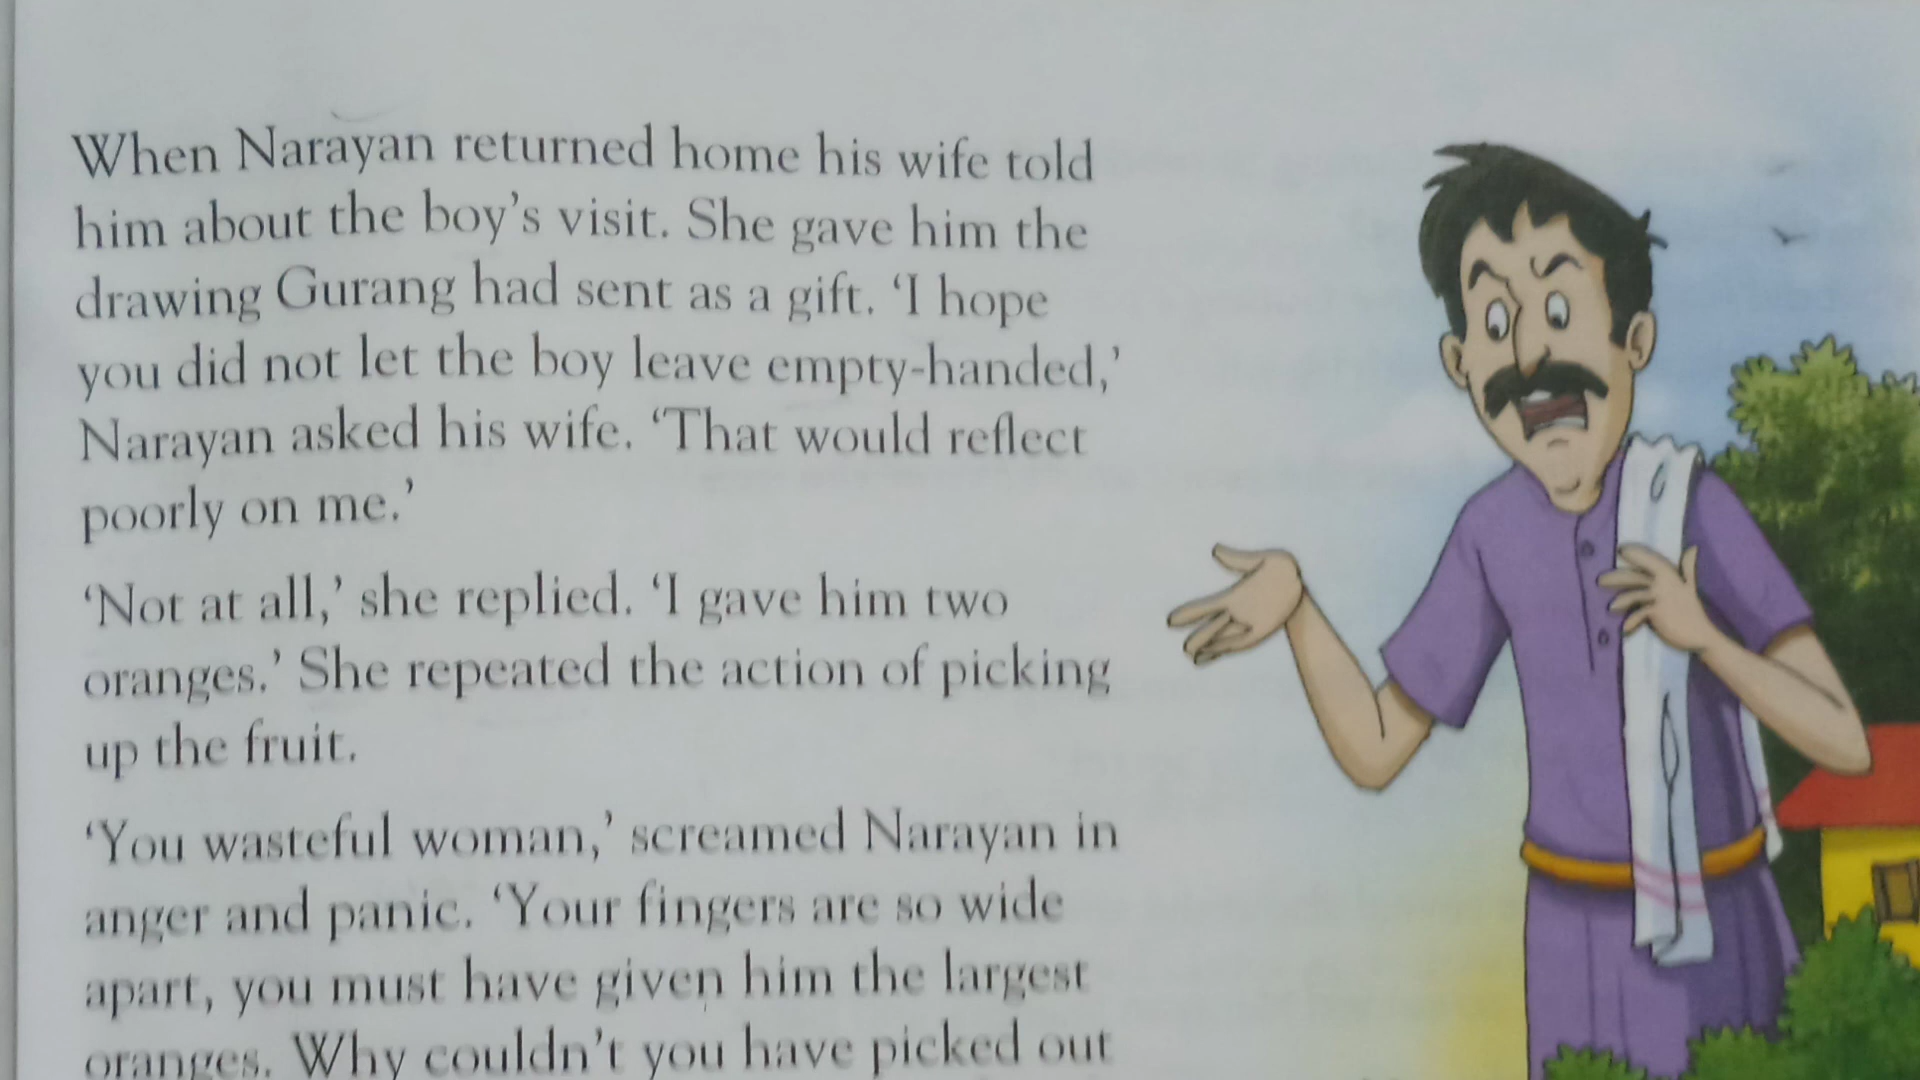 When Narayan returned home his wife told
him about the boy's visit. She gave him the
drawing Gurang had sent as a gift. ‘I hope
you did not let the boy leave empty-handed,’
Narayan asked his wife. ‘That would reflect
poorly on me.’
‘Not at all,’ she replied. ‘I gave him two
oranges.’ She repeated the action of picking
up the fruit.
‘You wasteful woman,’ screamed Narayan in
anger and panic. ‘Your fingers are so wide
apart, you must have given him the largest
oranges. Why couldn't you have picked out